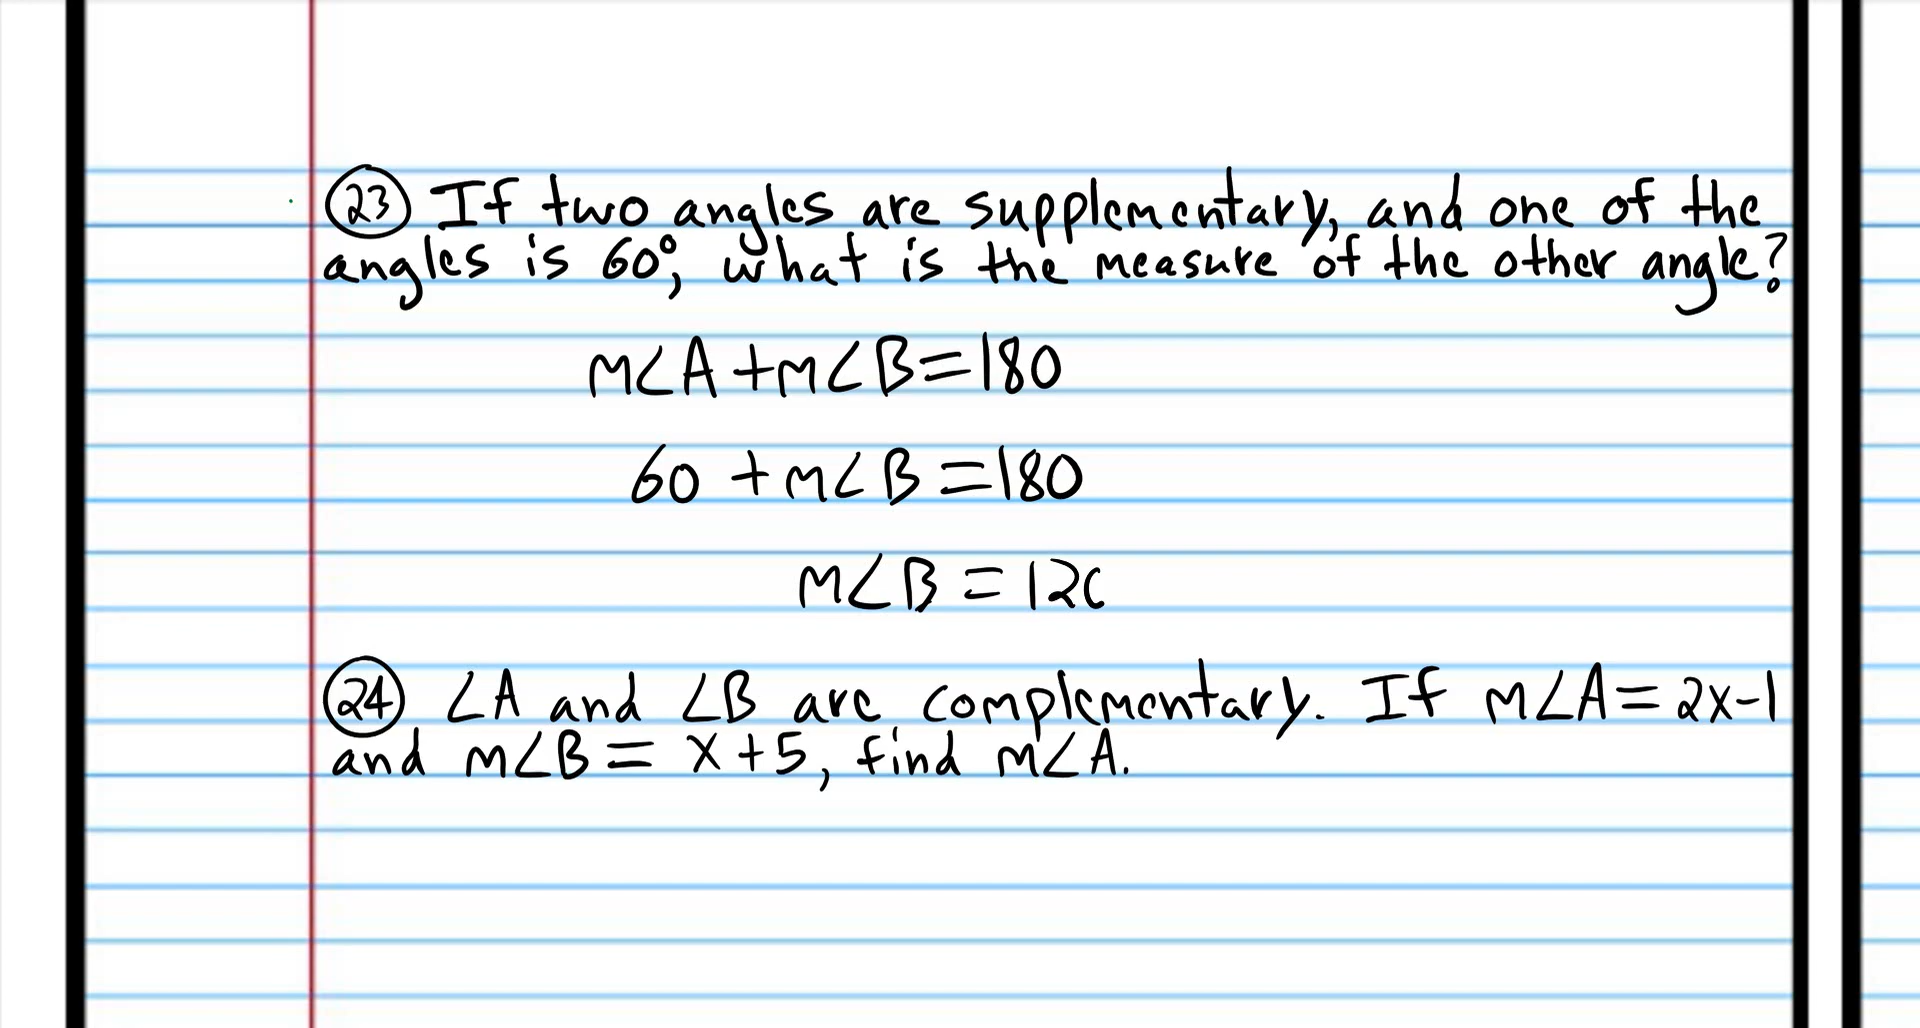 23 If two angles are supplementary, and one of the
angles is 60°, what is the measure of the other angle?
m∠A+m∠B=180
60+m∠B=180
m∠B=120
24 ∠A and ∠B are complementary. If m∠A=2x-1
and m∠B=x+5, find m∠A.